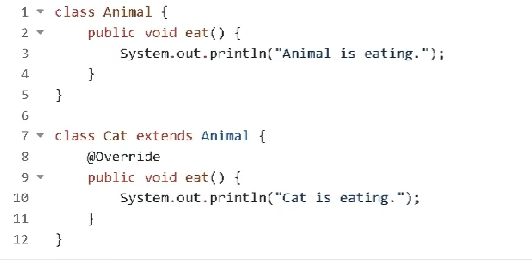 1 class Animal {
2     public void eat() {
3         System.out.println("Animal is eating.");
4     }
5 }
6
7 class Cat extends Animal {
8     @Override
9     public void eat() {
10         System.out.println("Cat is eating.");
11     }
12 }